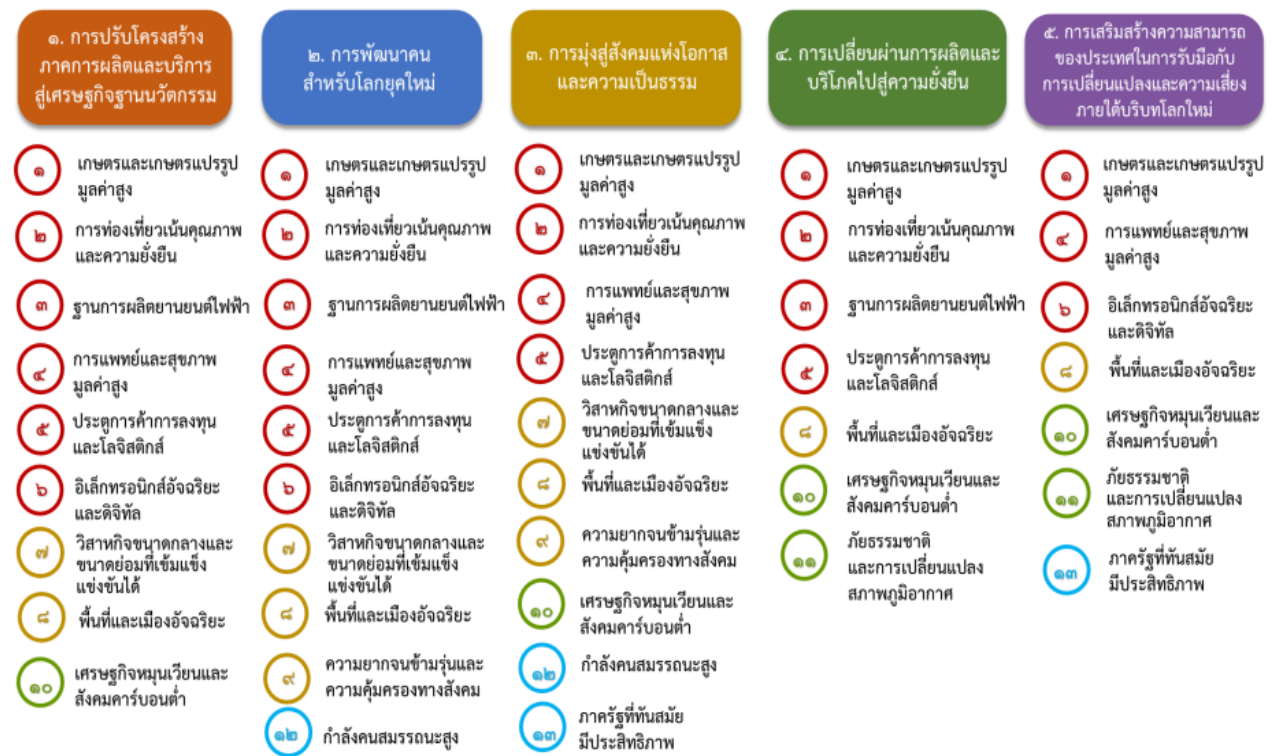 ๑. การปรับโครงสร้าง
ภาคการผลิตและบริการ
สู่เศรษฐกิจฐานนวัตกรรม
๑
เกษตรและเกษตรแปรรูป
มูลค่าสูง
๒
การท่องเที่ยวเน้นคุณภาพ
และความยั่งยืน
๓
ฐานการผลิตยานยนต์ไฟฟ้า
๔
การแพทย์และสุขภาพ
มูลค่าสูง
๕
ประตูการค้าการลงทุน
และโลจิสติกส์
๖
อิเล็กทรอนิกส์อัจฉริยะ
และดิจิทัล
๗
วิสาหกิจขนาดกลางและ
ขนาดย่อมที่เข้มแข็ง
แข่งขันได้
๘
พื้นที่และเมืองอัจฉริยะ
๑๐
เศรษฐกิจหมุนเวียนและ
สังคมคาร์บอนต่ำ
๒. การพัฒนาคน
สำหรับโลกยุคใหม่
๑
เกษตรและเกษตรแปรรูป
มูลค่าสูง
๒
การท่องเที่ยวเน้นคุณภาพ
และความยั่งยืน
๓
ฐานการผลิตยานยนต์ไฟฟ้า
๔
การแพทย์และสุขภาพ
มูลค่าสูง
๕
ประตูการค้าการลงทุน
และโลจิสติกส์
๖
อิเล็กทรอนิกส์อัจฉริยะ
และดิจิทัล
๗
วิสาหกิจขนาดกลางและ
ขนาดย่อมที่เข้มแข็ง
แข่งขันได้
๘
พื้นที่และเมืองอัจฉริยะ
๙
ความยากจนข้ามรุ่นและ
ความคุ้มครองทางสังคม
๑๒
กำลังคนสมรรถนะสูง
๓. การมุ่งสู่สังคมแห่งโอกาส
และความเป็นธรรม
๑
เกษตรและเกษตรแปรรูป
มูลค่าสูง
๒
การท่องเที่ยวเน้นคุณภาพ
และความยั่งยืน
๔
การแพทย์และสุขภาพ
มูลค่าสูง
๕
ประตูการค้าการลงทุน
และโลจิสติกส์
๗
วิสาหกิจขนาดกลางและ
ขนาดย่อมที่เข้มแข็ง
แข่งขันได้
๘
พื้นที่และเมืองอัจฉริยะ
๙
ความยากจนข้ามรุ่นและ
ความคุ้มครองทางสังคม
๑๐
เศรษฐกิจหมุนเวียนและ
สังคมคาร์บอนต่ำ
๑๒
กำลังคนสมรรถนะสูง
๑๓
ภาครัฐที่ทันสมัย
มีประสิทธิภาพ
๔. การเปลี่ยนผ่านการผลิตและ
บริโภคไปสู่ความยั่งยืน
๑
เกษตรและเกษตรแปรรูป
มูลค่าสูง
๒
การท่องเที่ยวเน้นคุณภาพ
และความยั่งยืน
๓
ฐานการผลิตยานยนต์ไฟฟ้า
๕
ประตูการค้าการลงทุน
และโลจิสติกส์
๘
พื้นที่และเมืองอัจฉริยะ
๑๐
เศรษฐกิจหมุนเวียนและ
สังคมคาร์บอนต่ำ
๑๑
ภัยธรรมชาติ
และการเปลี่ยนแปลง
สภาพภูมิอากาศ
๕. การเสริมสร้างความสามารถ
ของประเทศในการรับมือกับ
การเปลี่ยนแปลงและความเสี่ยง
ภายใต้บริบทโลกใหม่
๑
เกษตรและเกษตรแปรรูป
มูลค่าสูง
๔
การแพทย์และสุขภาพ
มูลค่าสูง
๖
อิเล็กทรอนิกส์อัจฉริยะ
และดิจิทัล
๘
พื้นที่และเมืองอัจฉริยะ
๑๐
เศรษฐกิจหมุนเวียนและ
สังคมคาร์บอนต่ำ
๑๑
ภัยธรรมชาติ
และการเปลี่ยนแปลง
สภาพภูมิอากาศ
๑๓
ภาครัฐที่ทันสมัย
มีประสิทธิภาพ